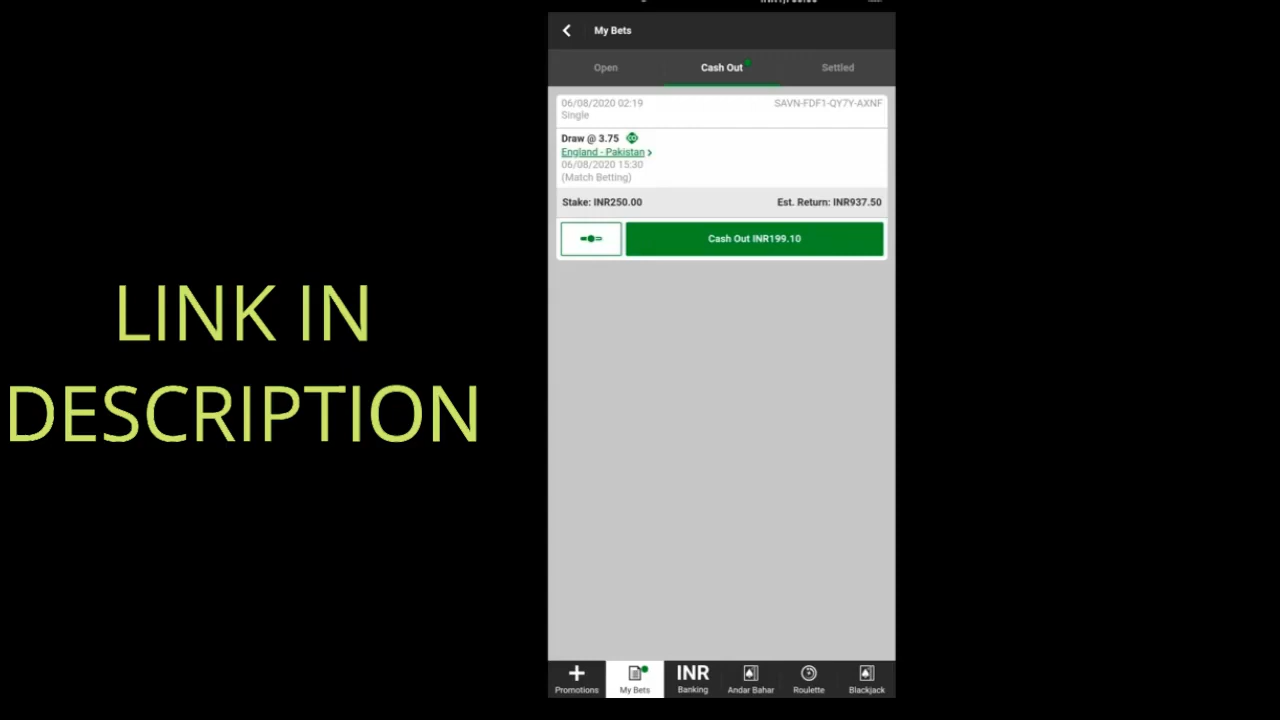 My Bets
Open Cash Out Settled
06/08/2020 02:19 SAVN-FDF1-QY7Y-AXNF
Single
Draw @ 3.75
England - Pakistan >
06/08/2020 15:30
(Match Betting)
Stake: INR250.00 Est. Return: INR937.50
Cash Out INR199.10
LINK IN
DESCRIPTION
INR
Promotions My Bets Banking Andar Bahar Roulette Blackjack